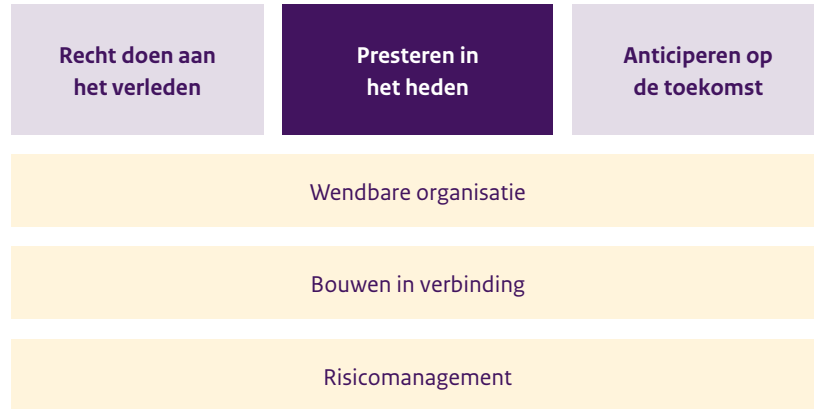 Recht doen aan
het verleden
Presteren in
het heden
Anticiperen op
de toekomst
Wendbare organisatie
Bouwen in verbinding
Risicomanagement